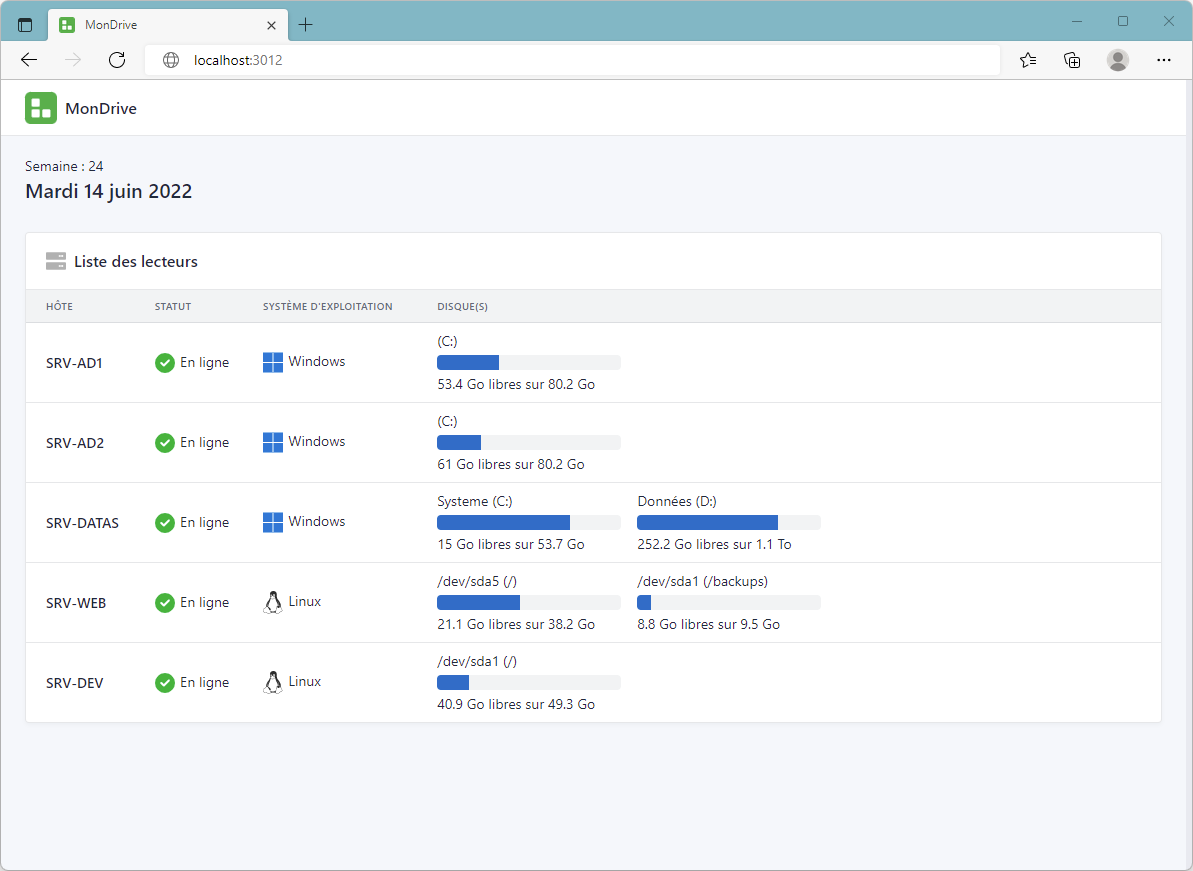 MonDrive
localhost:3012
MonDrive
Semaine : 24
Mardi 14 juin 2022
Liste des lecteurs
HÔTE STATUT SYSTÈME D'EXPLOITATION DISQUE(S)
(C:)
SRV-AD1 En ligne Windows
53.4 Go libres sur 80.2 Go
(C:)
SRV-AD2 En ligne Windows
61 Go libres sur 80.2 Go
Systeme (C:) Données (D:)
SRV-DATAS En ligne Windows
15 Go libres sur 53.7 Go 252.2 Go libres sur 1.1 To
/dev/sda5 (/) /dev/sda1 (/backups)
SRV-WEB En ligne Linux
21.1 Go libres sur 38.2 Go 8.8 Go libres sur 9.5 Go
/dev/sda1 (/)
SRV-DEV En ligne Linux
40.9 Go libres sur 49.3 Go